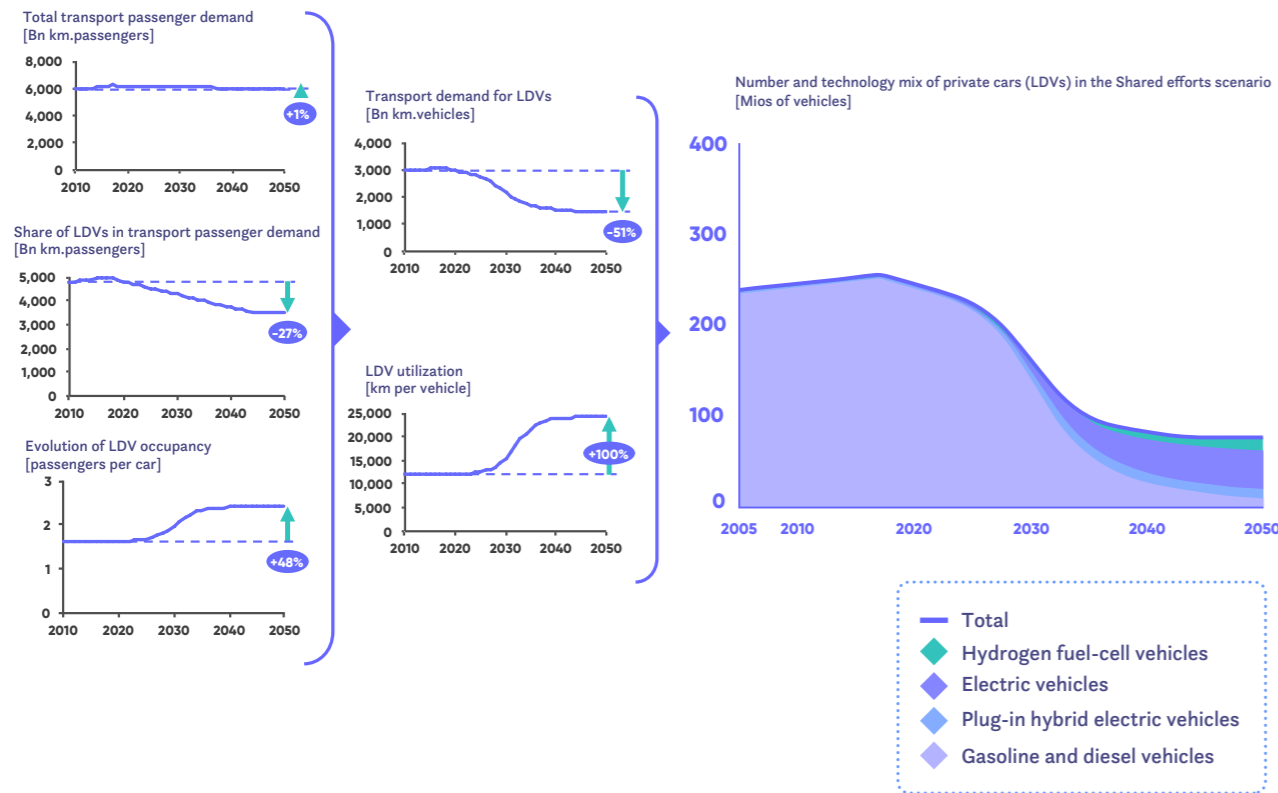 Total transport passenger demand
[Bn km.passengers]
8,000
6,000
4,000
2,000
0
2010 2020 2030 2040 2050
+1%
Share of LDVs in transport passenger demand
[Bn km.passengers]
5,000
4,000
3,000
2,000
1,000
0
2010 2020 2030 2040 2050
-27%
Evolution of LDV occupancy
[passengers per car]
3
2
1
0
2010 2020 2030 2040 2050
+48%
Transport demand for LDVs
[Bn km.vehicles]
4,000
3,000
2,000
1,000
0
2010 2020 2030 2040 2050
-51%
LDV utilization
[km per vehicle]
25,000
20,000
15,000
10,000
5,000
0
2010 2020 2030 2040 2050
+100%
Number and technology mix of private cars (LDVs) in the Shared efforts scenario
[Mios of vehicles]
400
300
200
100
0
2005 2010 2020 2030 2040 2050
Total
Hydrogen fuel-cell vehicles
Electric vehicles
Plug-in hybrid electric vehicles
Gasoline and diesel vehicles